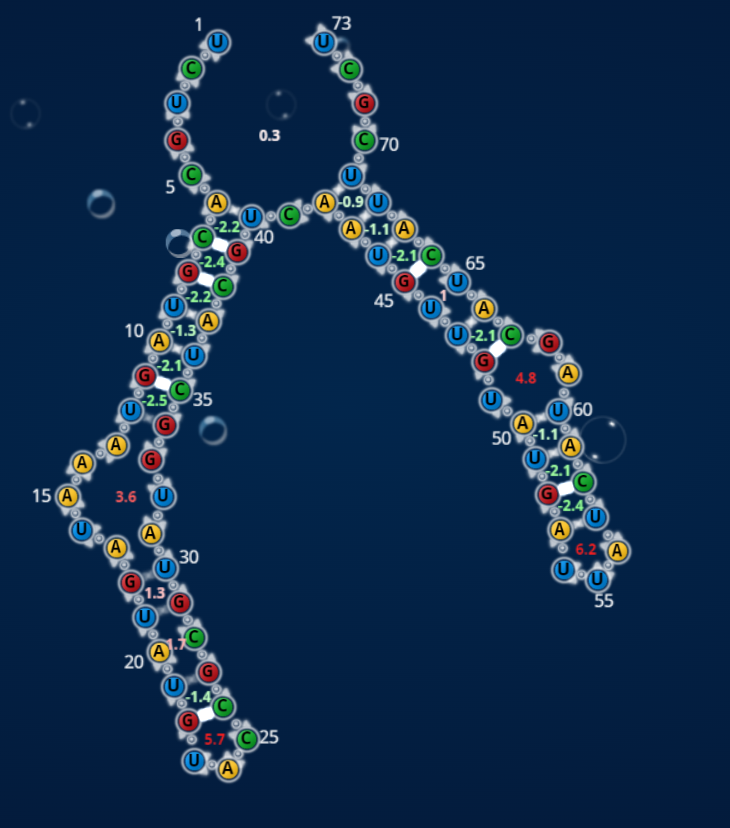 1 73
U U
C C
U G
0.3
G C 70
C U
5
A A -0.9 U
U C
-2.2 A -1.1 A
C 40
G U -2.1 C
-2.4 65
G C G U
45
-2.2 1
U U A
A
10 -1.3 U -2.1 C
A G
U G
-2.1 A
G 4.8
C 35
-2.5 U
U U 60
G A
50 -1.1
A A
A G U
-2.1
C
15 A 3.6 U G
-2.4
U
U A A
A 6.2 A
30
U U U
G 55
1.3
G
U C
1.7
20 A
G
U
-1.4
C
G
5.7 C 25
U A